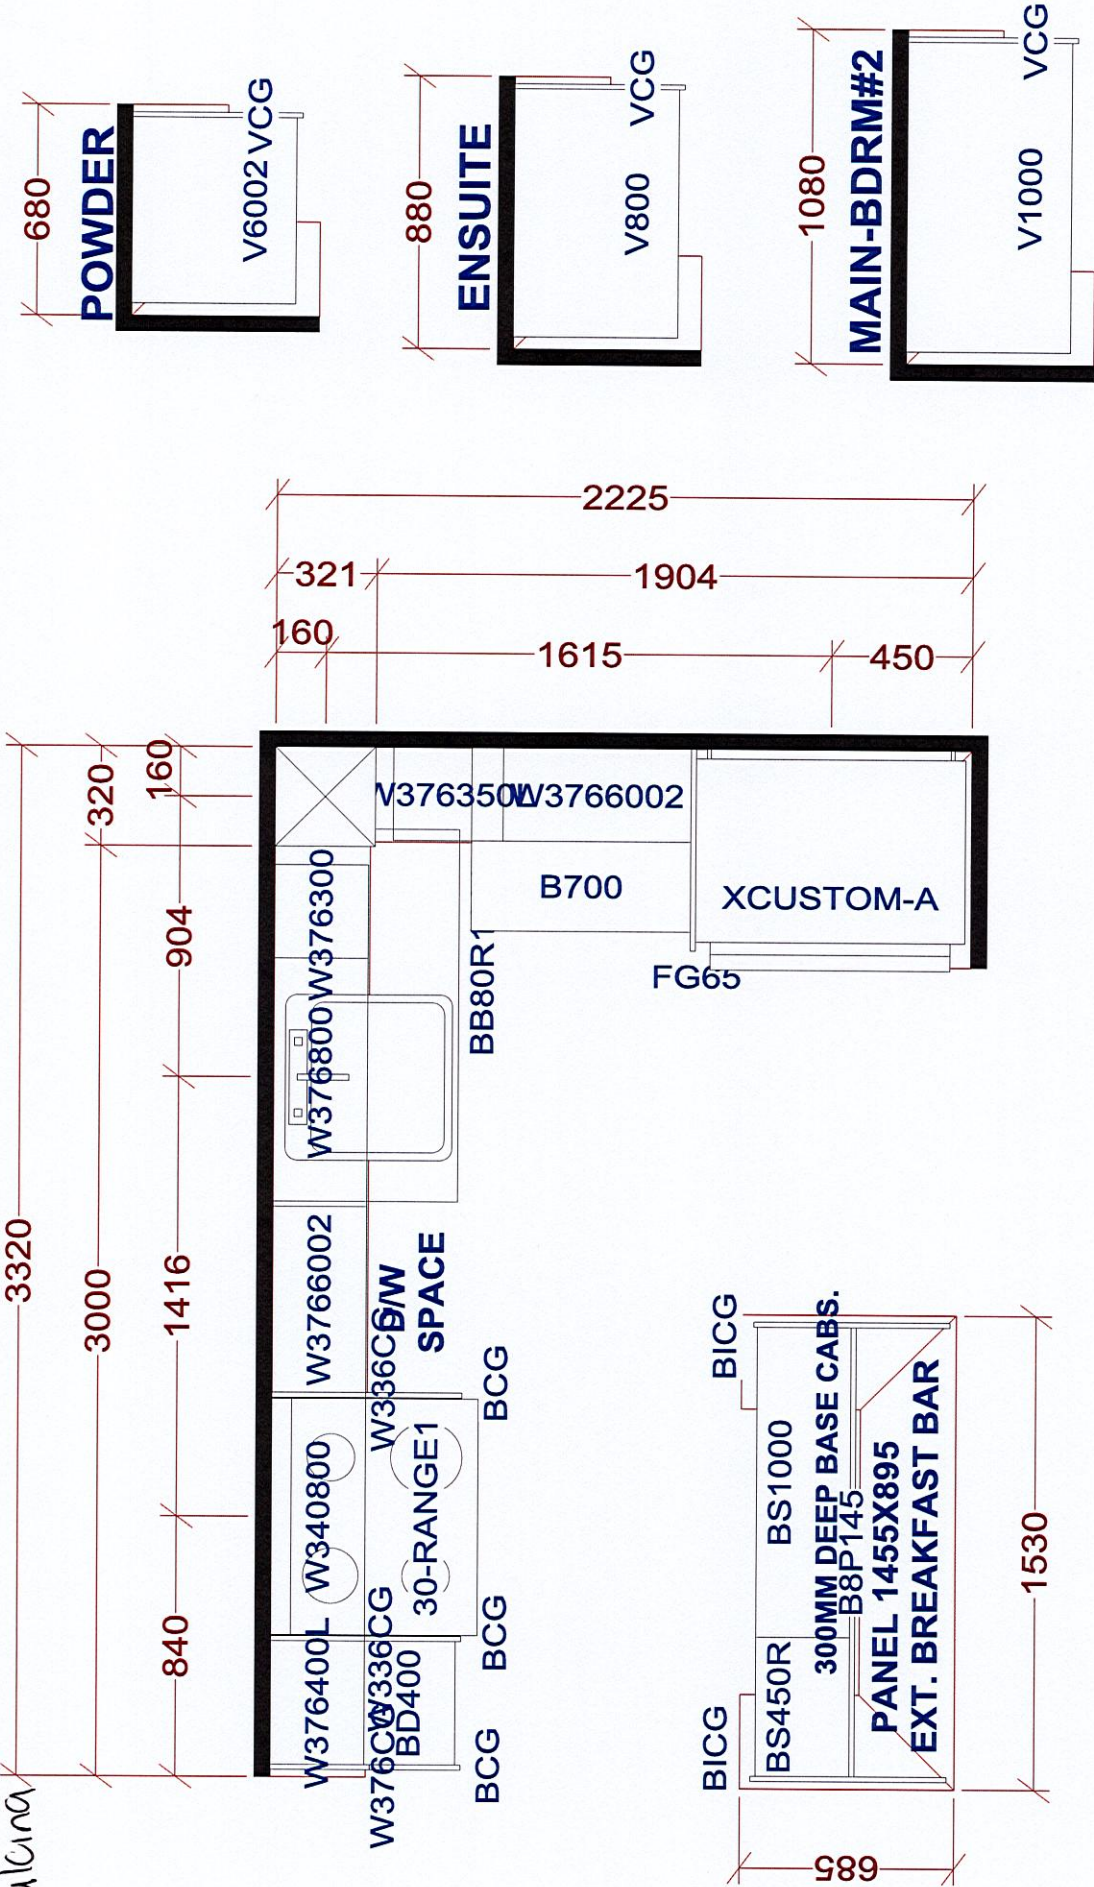 680
POWDER
V6002 VCG
880
ENSUITE
V800 VCG
1080
MAIN-BDRM#2
V1000 VCG
2225
321
1904
160
1615
450
3320
3000
320
160
904
1416
840
W376350L
W3766002
B700
XCUSTOM-A
FG65
BB80R1
W376400L W340800 W3766002 W376800 W376300
D/W
SPACE
W336CG
W336CG
W376CG
30-RANGE1
BD400
BCG
BCG
BCG
BICG
BICG
BS450R BS1000
300MM DEEP BASE CABS.
B8P145
PANEL 1455X895
EXT. BREAKFAST BAR
1530
685